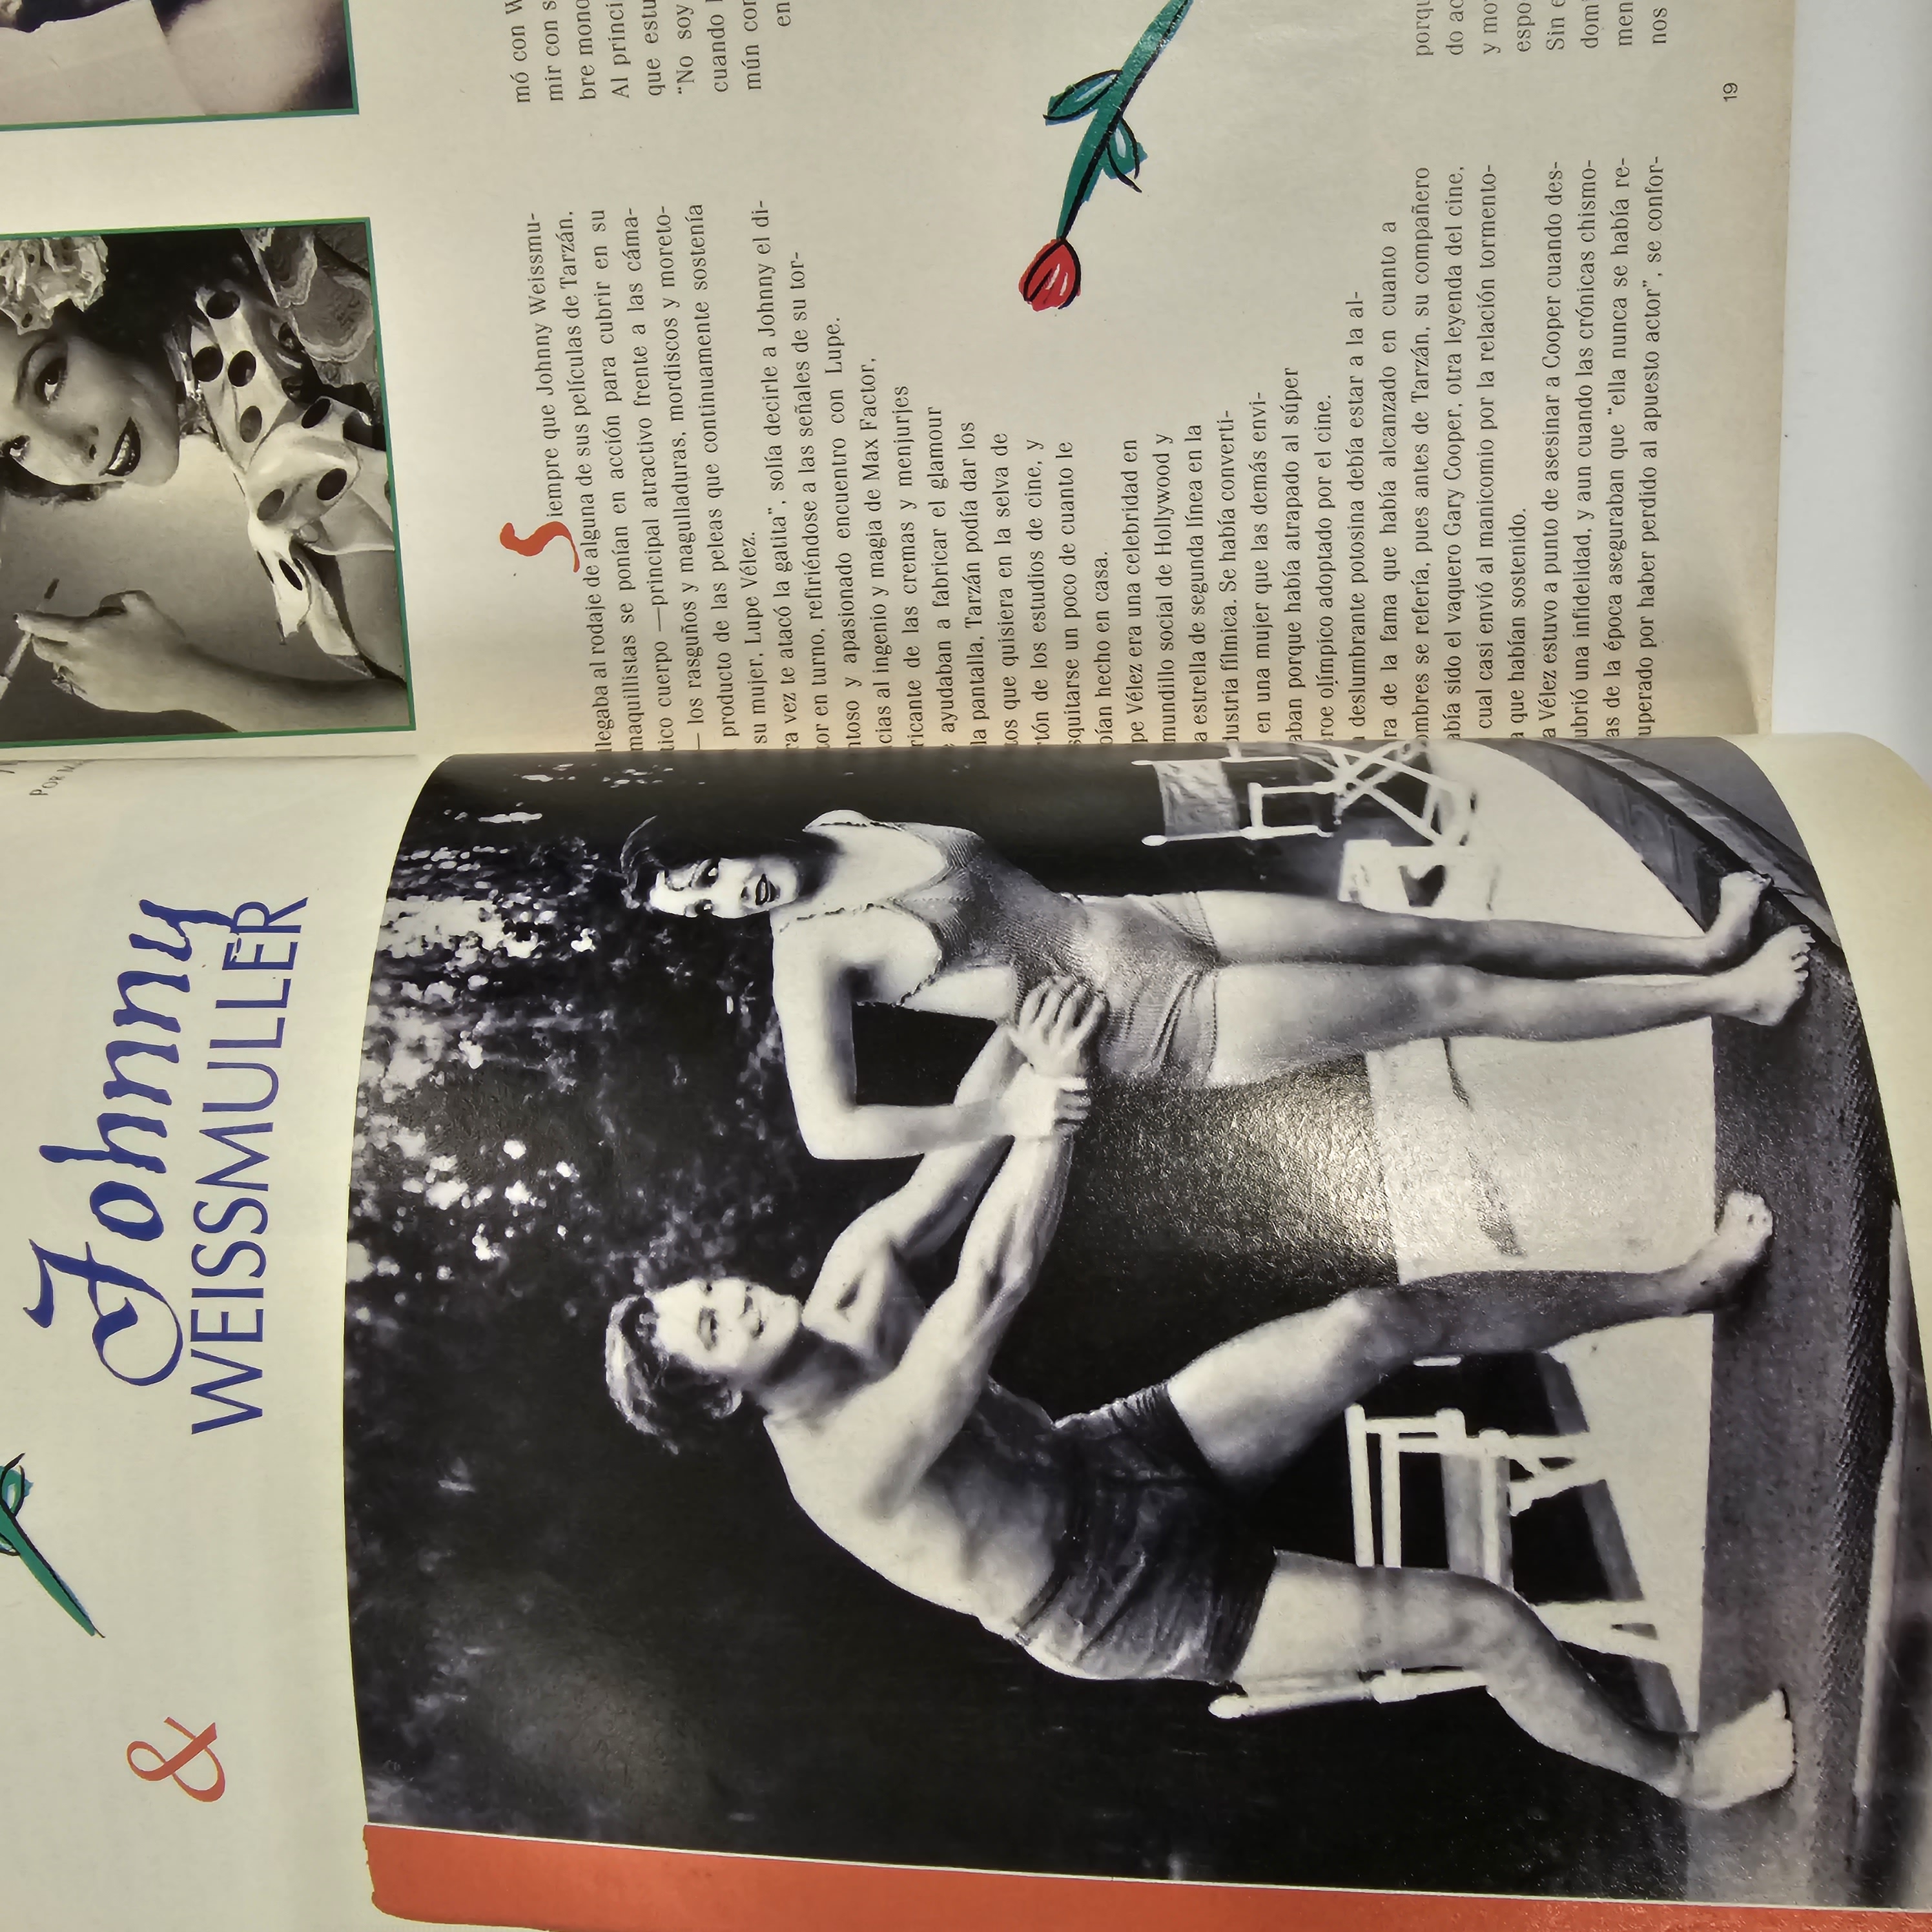 &
Johnny
WEISSMULLER
POR
Siempre que Johnny Weissmu-
llegaba al rodaje de alguna de sus películas de Tarzán,
maquillistas se ponían en acción para cubrir en su
cuerpo —principal atractivo frente a las cáma-
— los rasguños y magulladuras, mordiscos y moreto-
producto de las peleas que continuamente sostenía
su mujer, Lupe Vélez.
vez te atacó la gatita”, solía decirle a Johnny el di-
en turno, refiriéndose a las señales de su tor-
y apasionado encuentro con Lupe.
al ingenio y magia de Max Factor,
de las cremas y menjurjes
ayudaban a fabricar el glamour
la pantalla, Tarzán podía dar los
que quisiera en la selva de
de los estudios de cine, y
un poco de cuanto le
hecho en casa.
Vélez era una celebridad en
mundillo social de Hollywood y
estrella de segunda línea en la
fílmica. Se había converti-
en una mujer que las demás envi-
porque había atrapado al súper
olímpico adoptado por el cine.
deslumbrante potosina debía estar a la al-
de la fama que había alcanzado en cuanto a
se refería, pues antes de Tarzán, su compañero
sido el vaquero Gary Cooper, otra leyenda del cine,
cual casi envió al manicomio por la relación tormento-
que habían sostenido.
Vélez estuvo a punto de asesinar a Cooper cuando des-
una infidelidad, y aun cuando las crónicas chismo-
de la época aseguraban que “ella nunca se había re-
por haber perdido al apuesto actor”, se confor-
mó con
mir con
bre
Al
que
“No soy
cuando
mún
en
do
y
Sin
nos
19